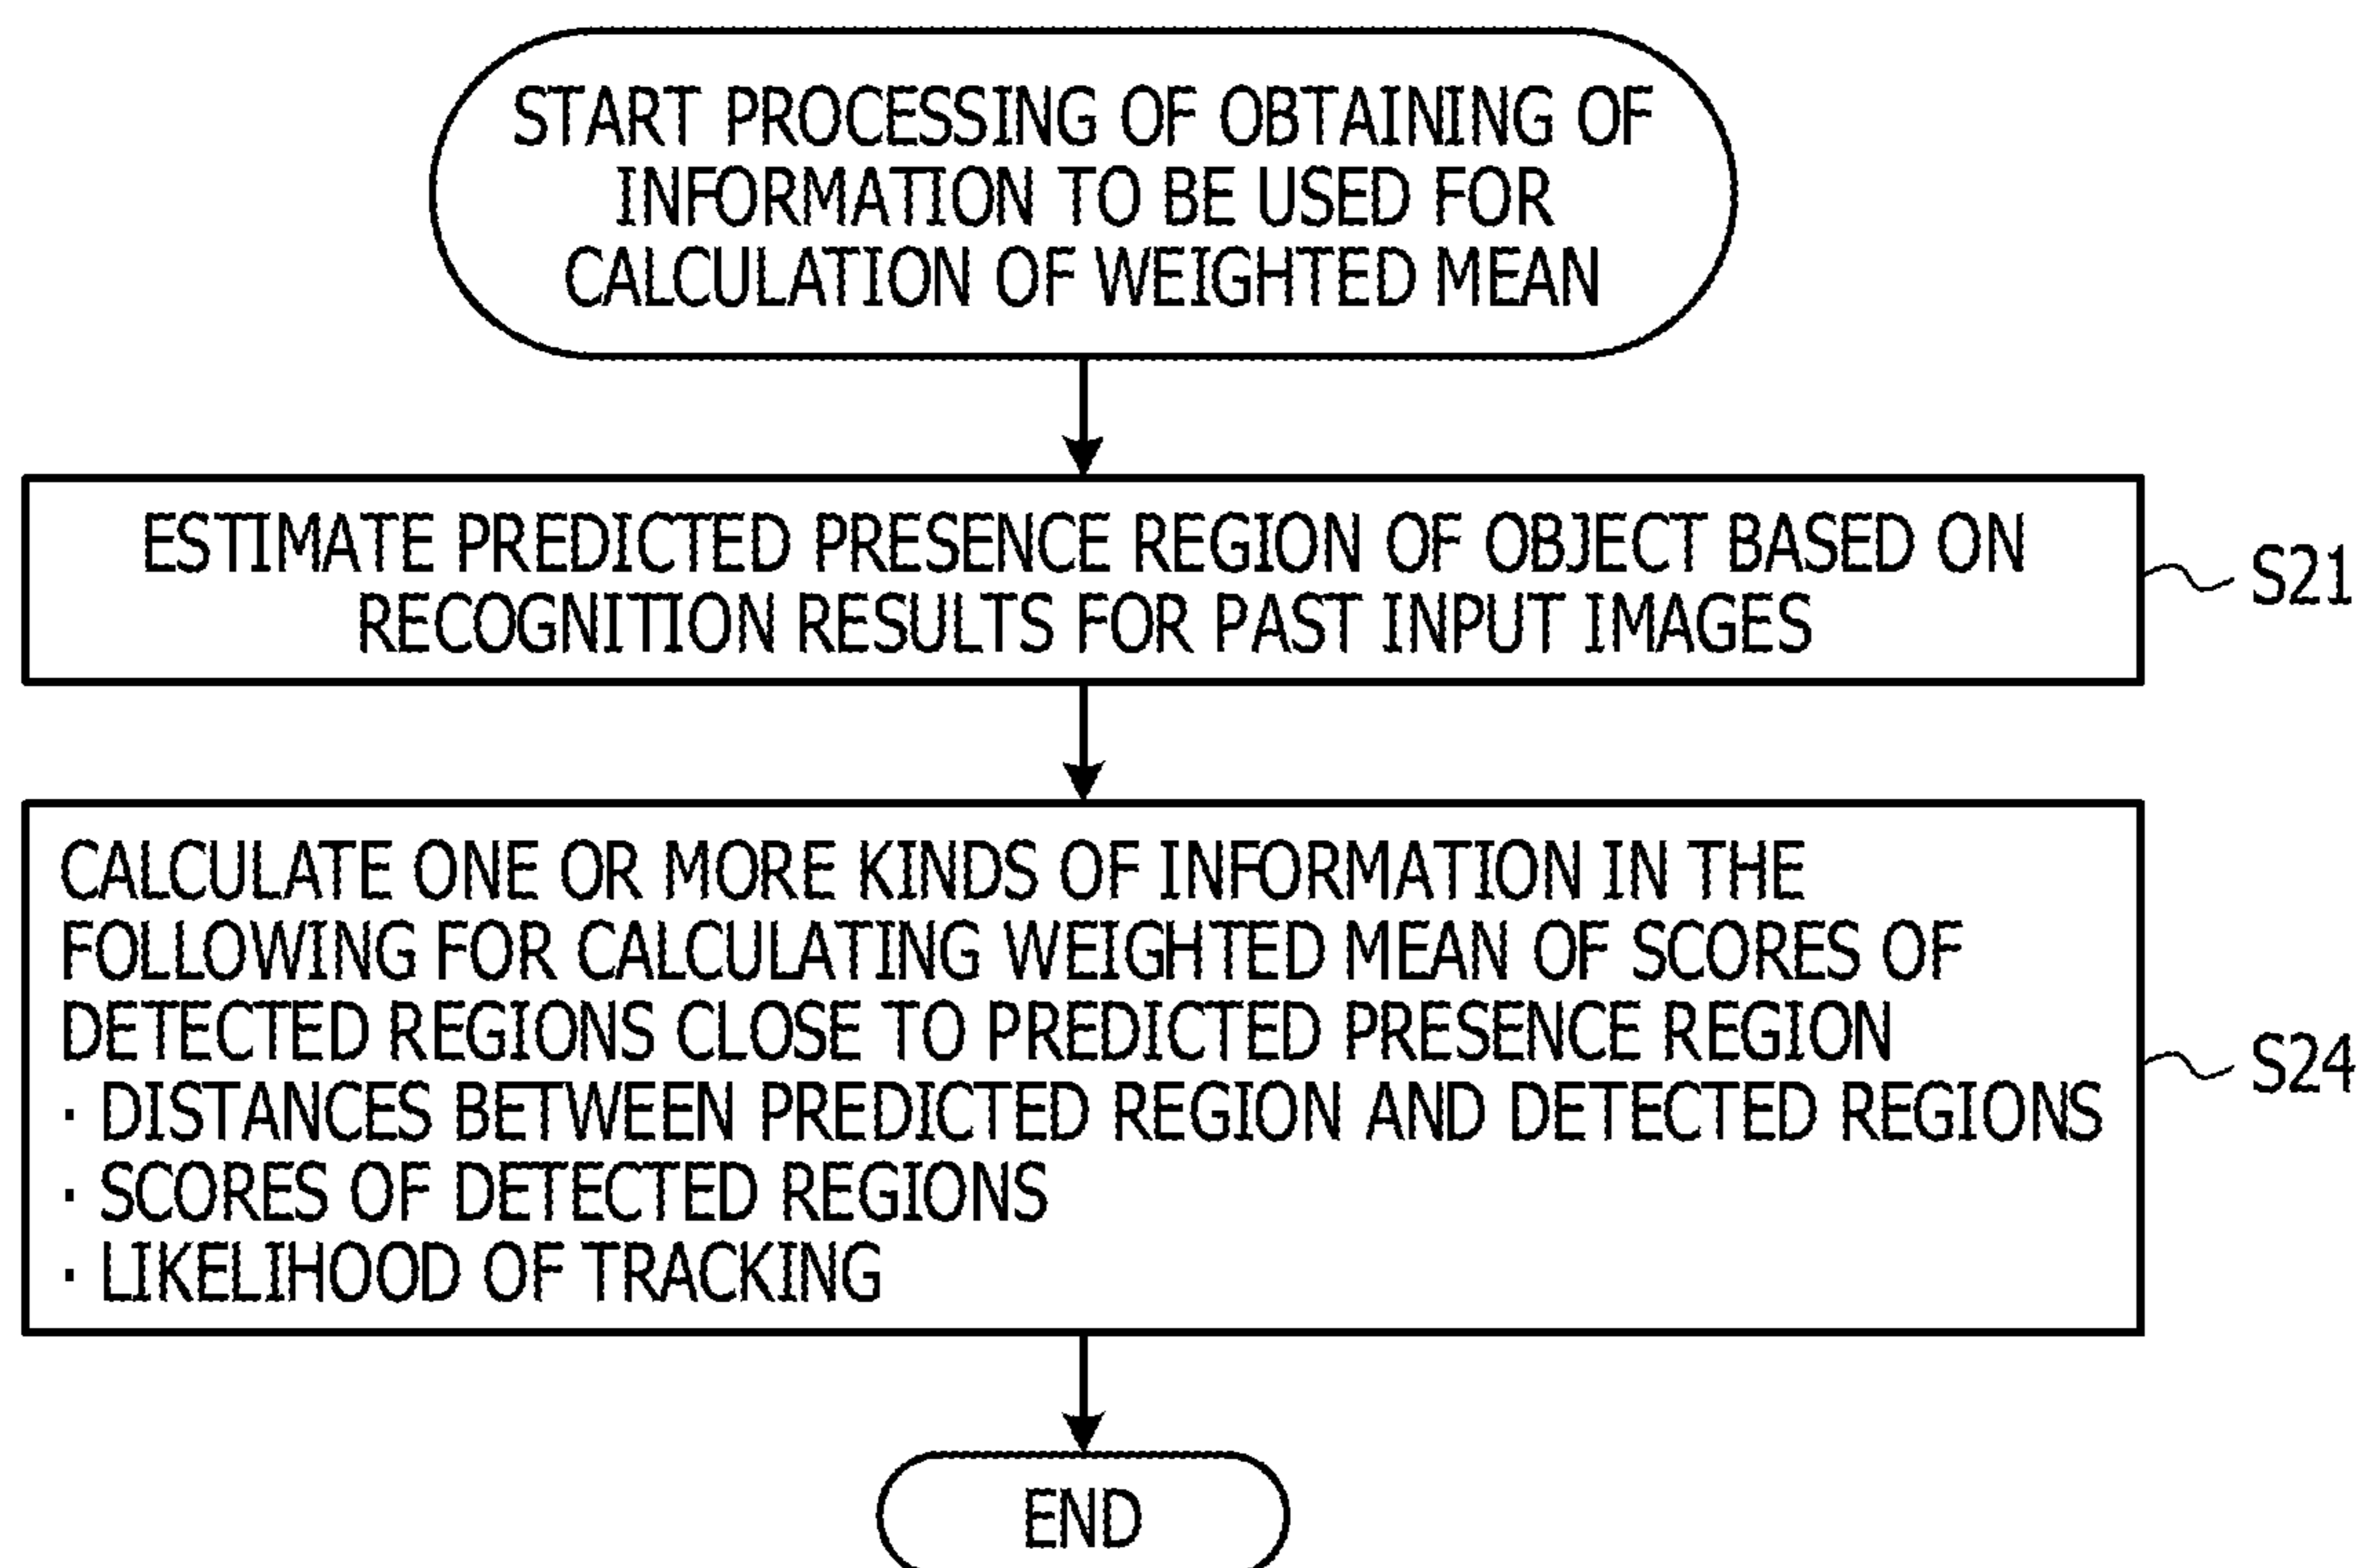 START PROCESSING OF OBTAINING OF
INFORMATION TO BE USED FOR
CALCULATION OF WEIGHTED MEAN
ESTIMATE PREDICTED PRESENCE REGION OF OBJECT BASED ON
RECOGNITION RESULTS FOR PAST INPUT IMAGES
S21
CALCULATE ONE OR MORE KINDS OF INFORMATION IN THE
FOLLOWING FOR CALCULATING WEIGHTED MEAN OF SCORES OF
DETECTED REGIONS CLOSE TO PREDICTED PRESENCE REGION
· DISTANCES BETWEEN PREDICTED REGION AND DETECTED REGIONS
· SCORES OF DETECTED REGIONS
· LIKELIHOOD OF TRACKING
S24
END